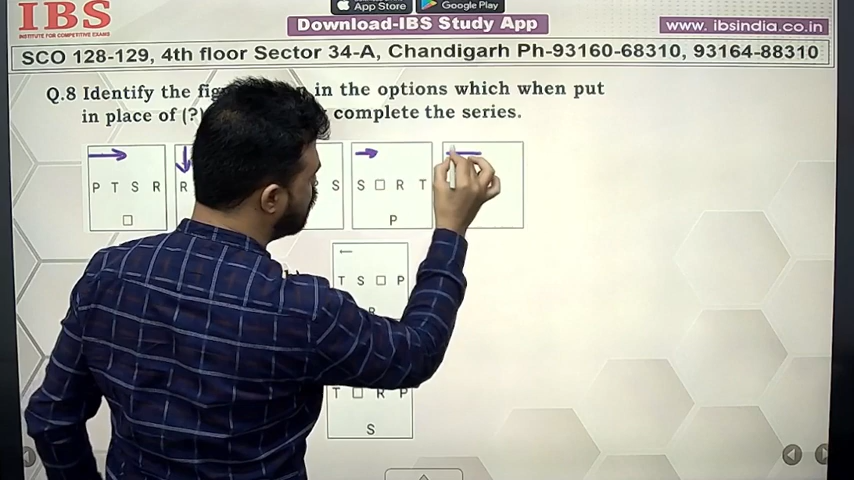 IBS
INSTITUTE FOR COMPETITIVE EXAMS
App Store
Google Play
Download-IBS Study App
www. ibsindia.co.in
SCO 128-129, 4th floor Sector 34-A, Chandigarh Ph-93160-68310, 93164-88310
Q.8 Identify the in the options which when put
in place of (?) complete the series.
P T S R
R
S
S □ R T
P
T S □ P
R
T □ R P
S